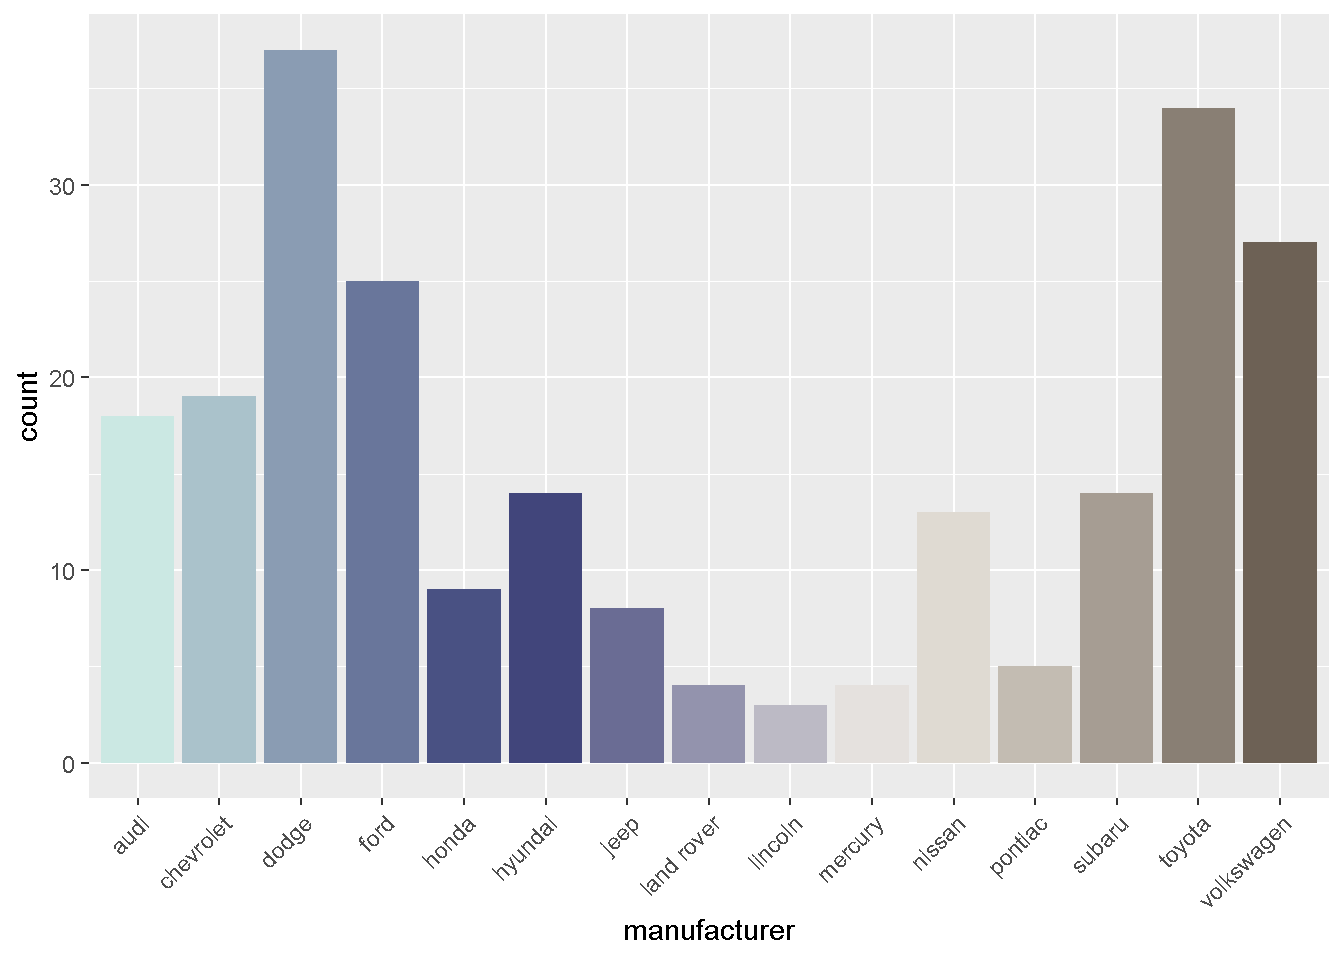 count
30
20
10
0
audi
chevrolet
dodge
ford
honda
hyundai
jeep
land rover
lincoln
mercury
nissan
pontiac
subaru
toyota
volkswagen
manufacturer